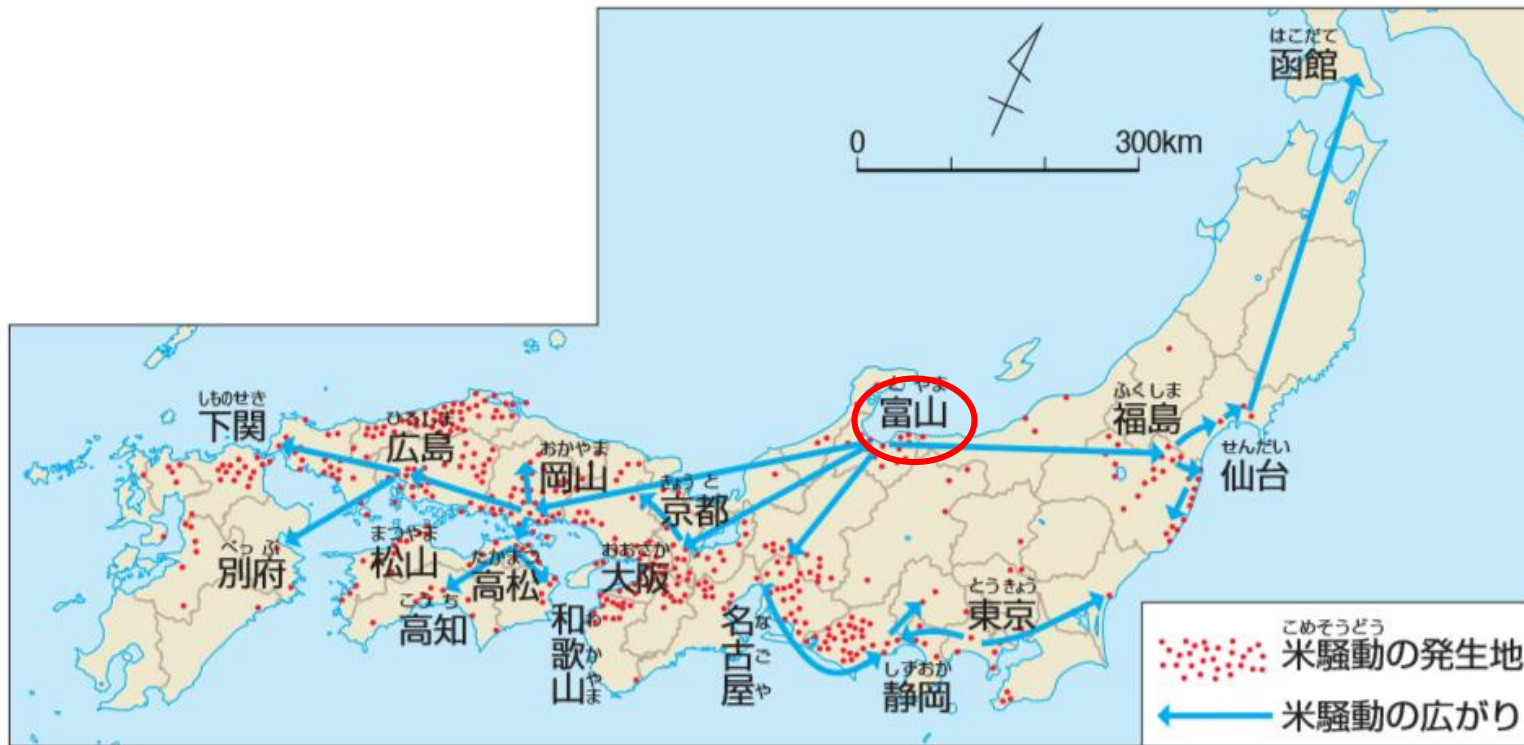 はこだて
函館
0 300km
とやま
富山
ふくしま
福島
せんだい
仙台
しものせき
下関
ひろしま
広島
おかやま
岡山
きょうと
京都
べっぷ
別府
まつやま
松山
こうち
高知
たかまつ
高松
おおさか
大阪
わかやま
和歌山
なごや
名古屋
しずおか
静岡
とうきょう
東京
こめそうどう
米騒動の発生地
米騒動の広がり